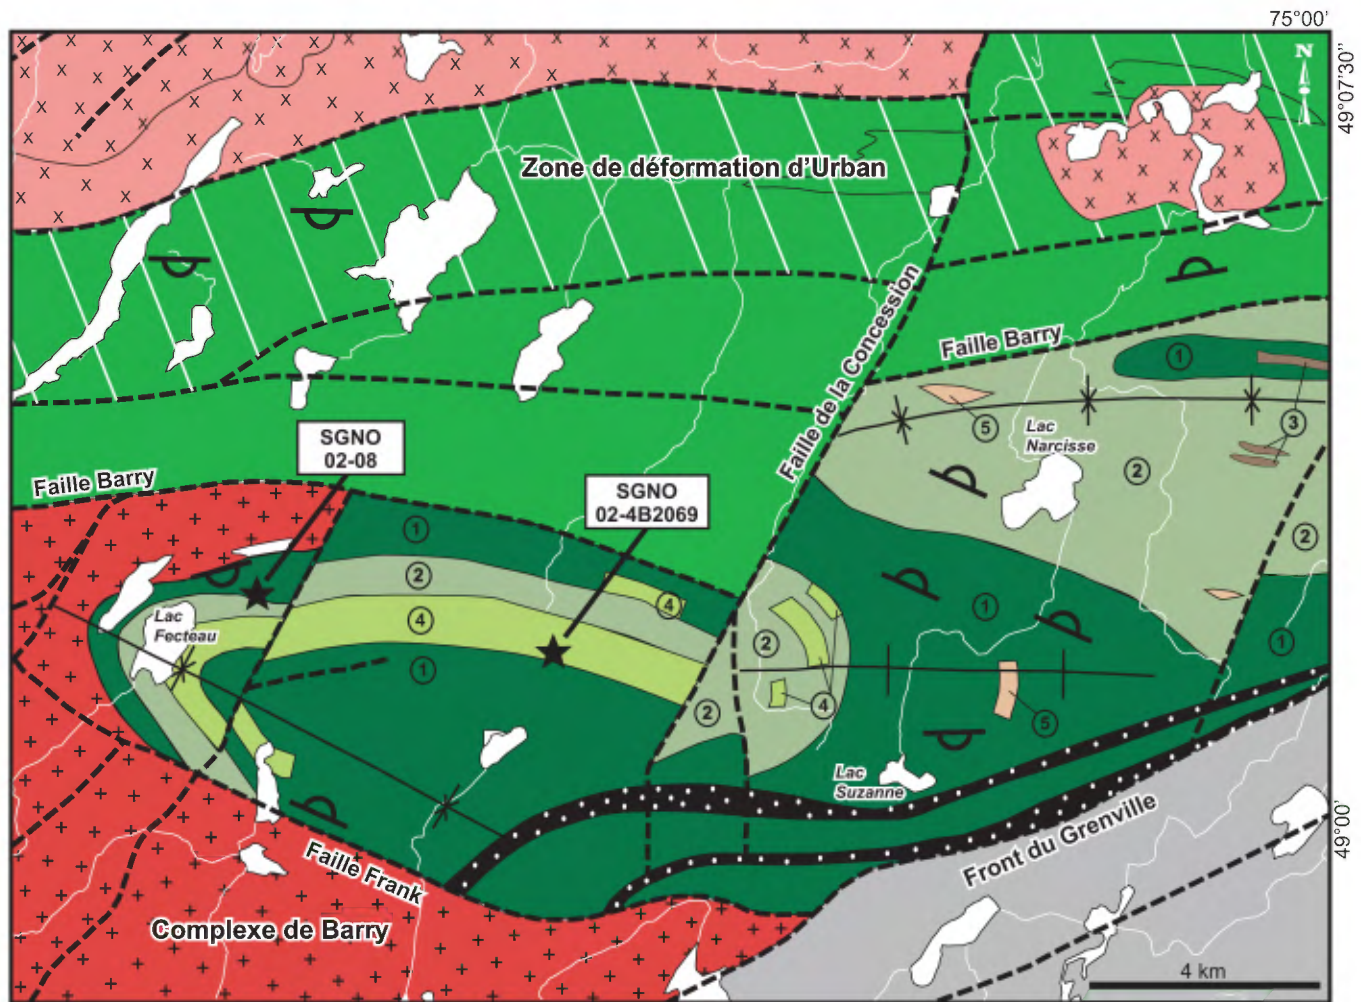 75°00'
N
49°07'30"
Zone de déformation d'Urban
Faille de la Concession
Faille Barry
1
3
5
Lac
Narcisse
2
SGNO
02-08
SGNO
02-4B2069
Faille Barry
1
2
2
4
4
1
Lac
Fecteau
2
1
1
4
2
5
Lac
Suzanne
49°00'
Front du Grenville
Faille Frank
Complexe de Barry
4 km